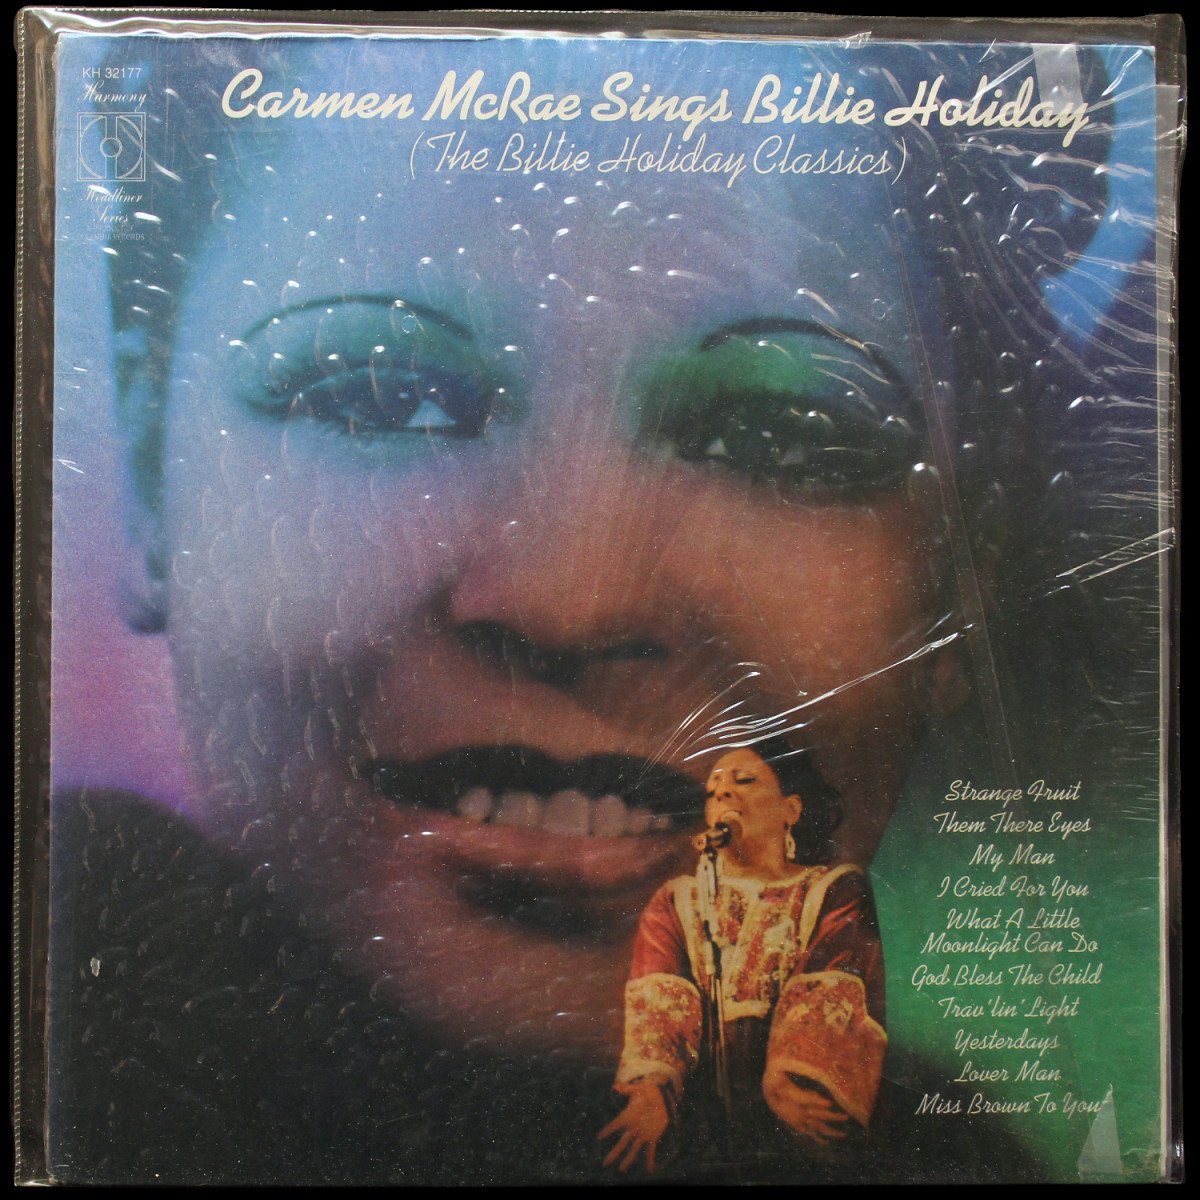 KH 32177
Harmony
Headliner
Series
Carmen McRae Sings Billie Holiday
(The Billie Holiday Classics)
Strange Fruit
Them There Eyes
My Man
I Cried For You
What A Little
Moonlight Can Do
God Bless The Child
Trav'lin' Light
Yesterdays
Lover Man
Miss Brown To You